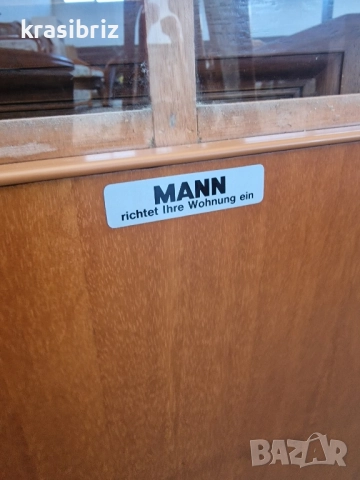 krasibriz
MANN
richtet Ihre Wohnung ein
BAZAR